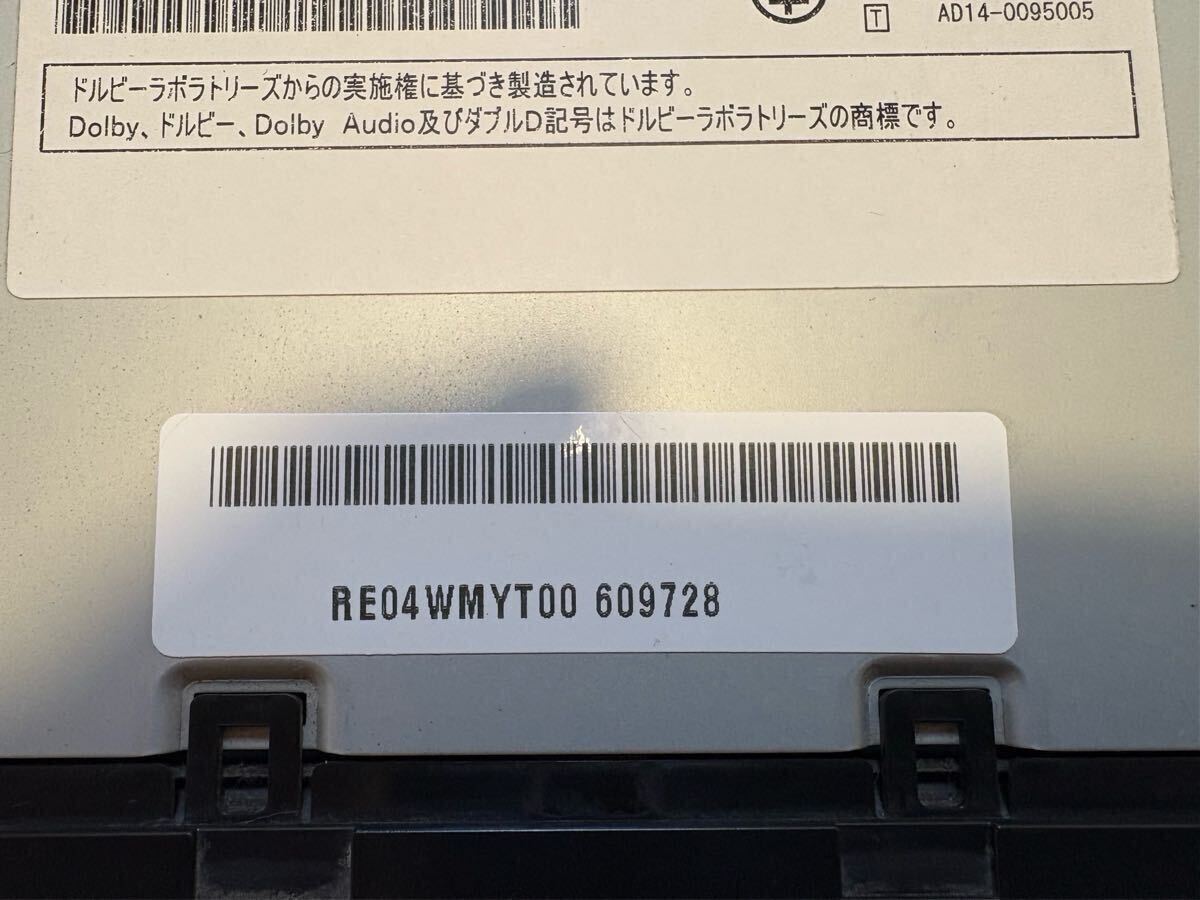 T AD14-0095005
ドルビーラボラトリーズからの実施権に基づき製造されています。
Dolby、ドルビー、Dolby Audio及びダブルD記号はドルビーラボラトリーズの商標です。
RE04WMYT00 609728